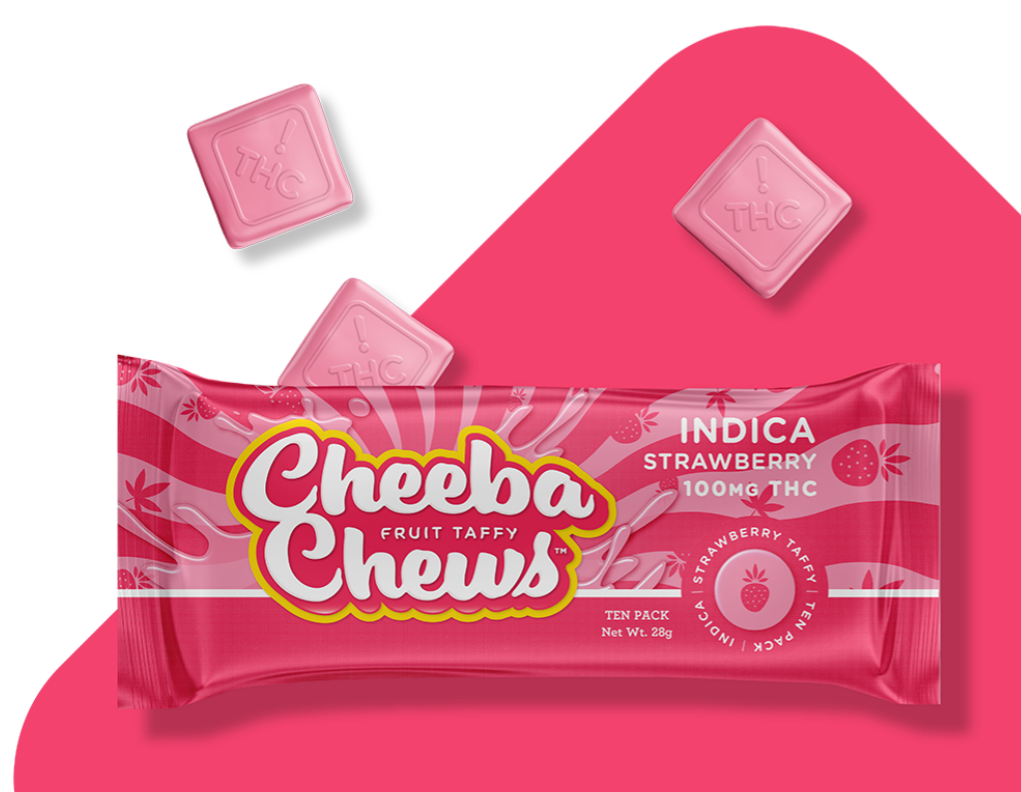 ! THC
! THC
! THC
Cheeba
Chews™
FRUIT TAFFY
INDICA
STRAWBERRY
100MG THC
TEN PACK
Net Wt. 28g
INDICA | STRAWBERRY TAFFY | TEN PACK |